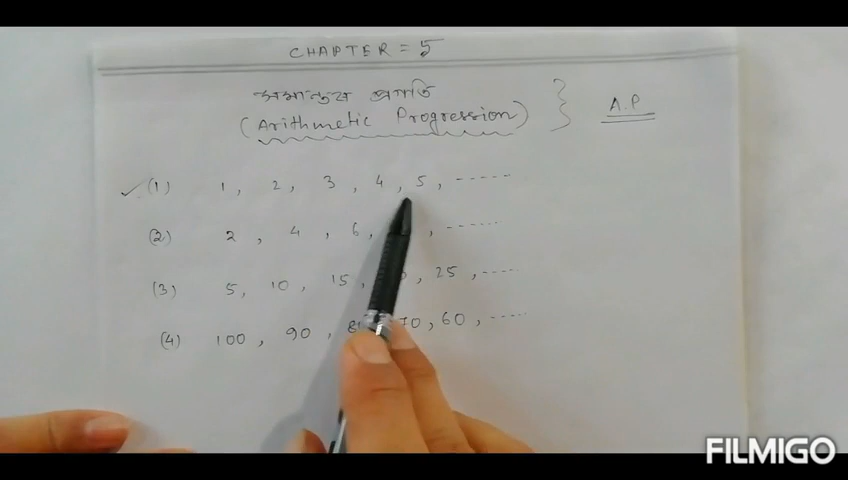 CHAPTER = 5
সমান্তৰ প্ৰগতি
(Arithmetic Progression) } A.P
(1) 1, 2, 3, 4, 5, ------
(2) 2, 4, 6, , ------
(3) 5, 10, 15, , 25, -----
(4) 100, 90, , 70, 60, -----
FILMIGO